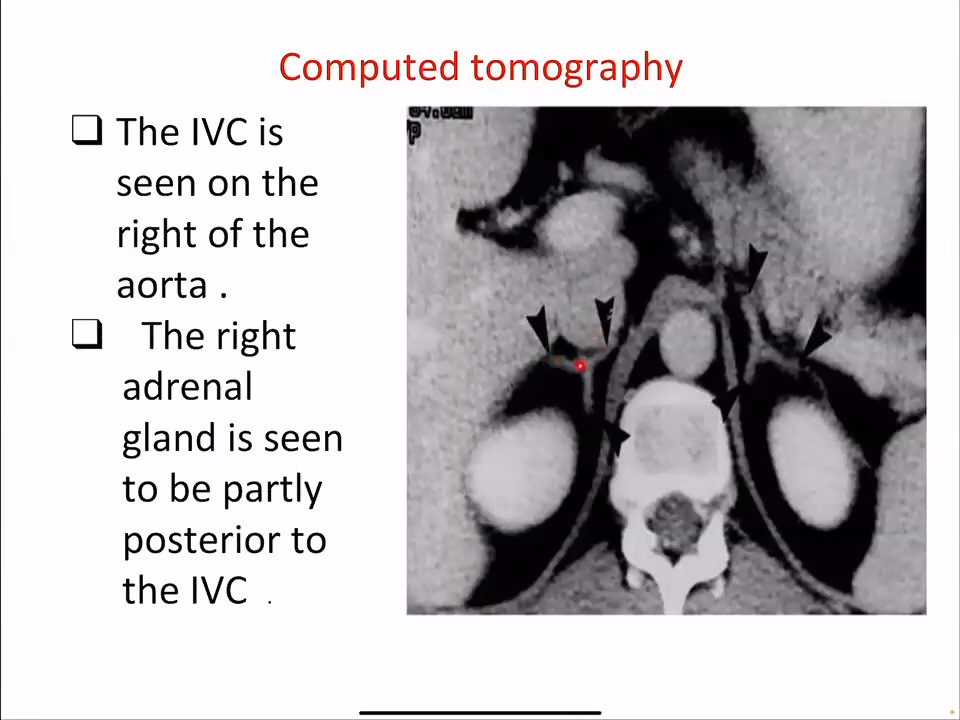 Computed tomography
❑ The IVC is
seen on the
right of the
aorta .
❑ The right
adrenal
gland is seen
to be partly
posterior to
the IVC .